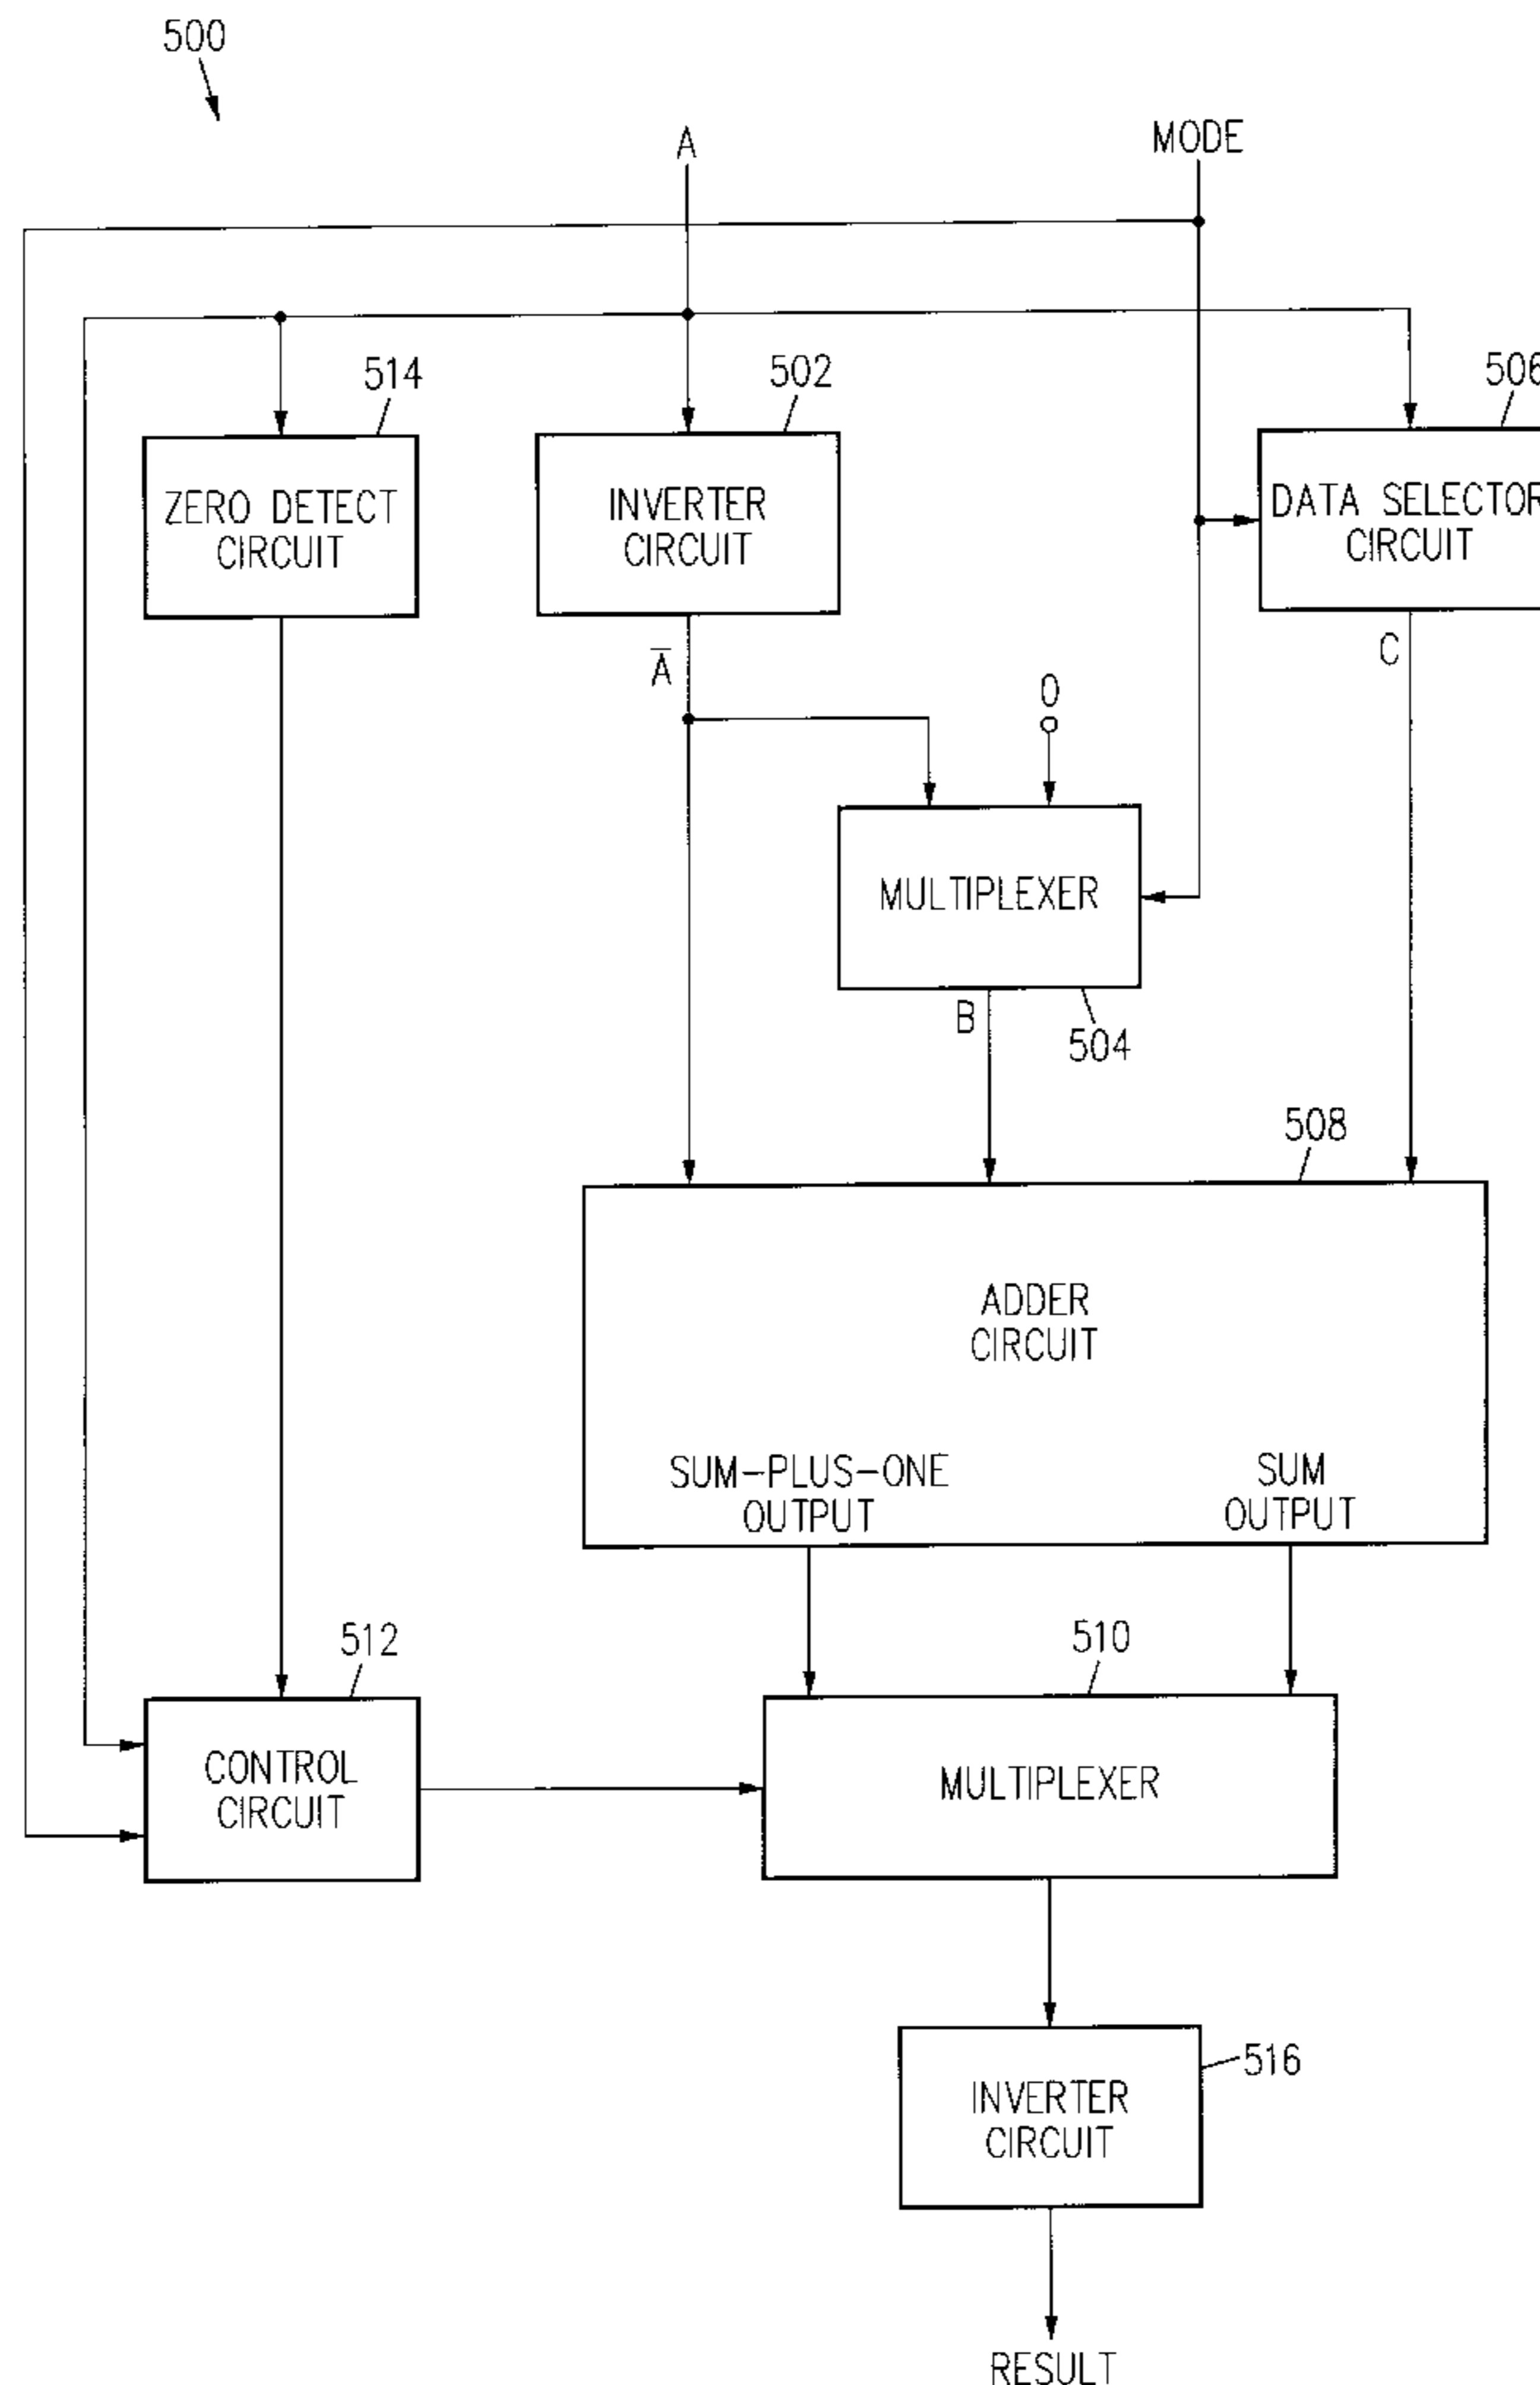 500
A
MODE
514
502
506
ZERO DETECT
CIRCUIT
INVERTER
CIRCUIT
DATA SELECTOR
CIRCUIT
A̅
0
C
MULTIPLEXER
B
504
508
ADDER
CIRCUIT
SUM-PLUS-ONE
OUTPUT
SUM
OUTPUT
512
510
CONTROL
CIRCUIT
MULTIPLEXER
516
INVERTER
CIRCUIT
RESULT